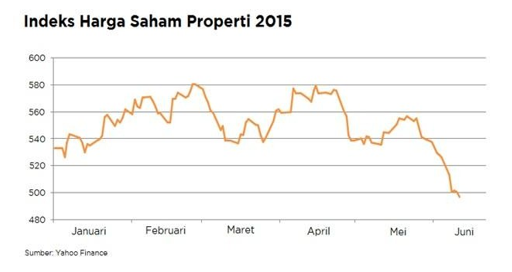 Indeks Harga Saham Properti 2015
600
580
560
540
520
500
480
Januari Februari Maret April Mei Juni
Sumber: Yahoo Finance